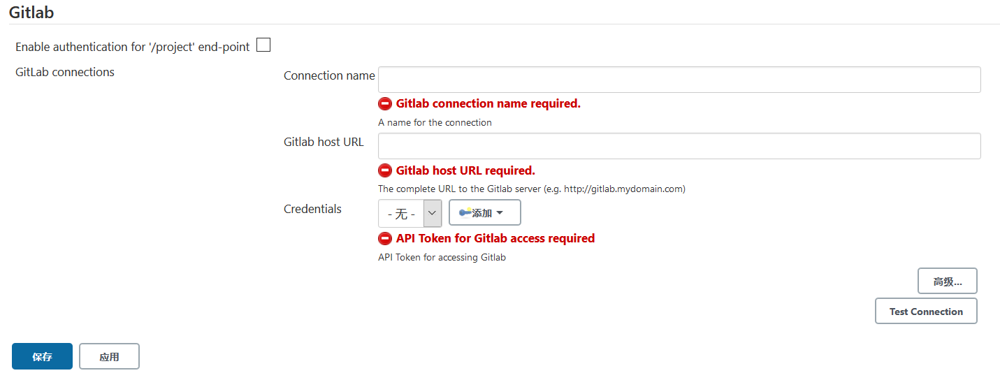 Gitlab
Enable authentication for '/project' end-point
GitLab connections
Connection name
Gitlab connection name required.
A name for the connection
Gitlab host URL
Gitlab host URL required.
The complete URL to the Gitlab server (e.g. http://gitlab.mydomain.com)
Credentials
- 无 -
添加
API Token for Gitlab access required
API Token for accessing Gitlab
高级...
Test Connection
保存
应用